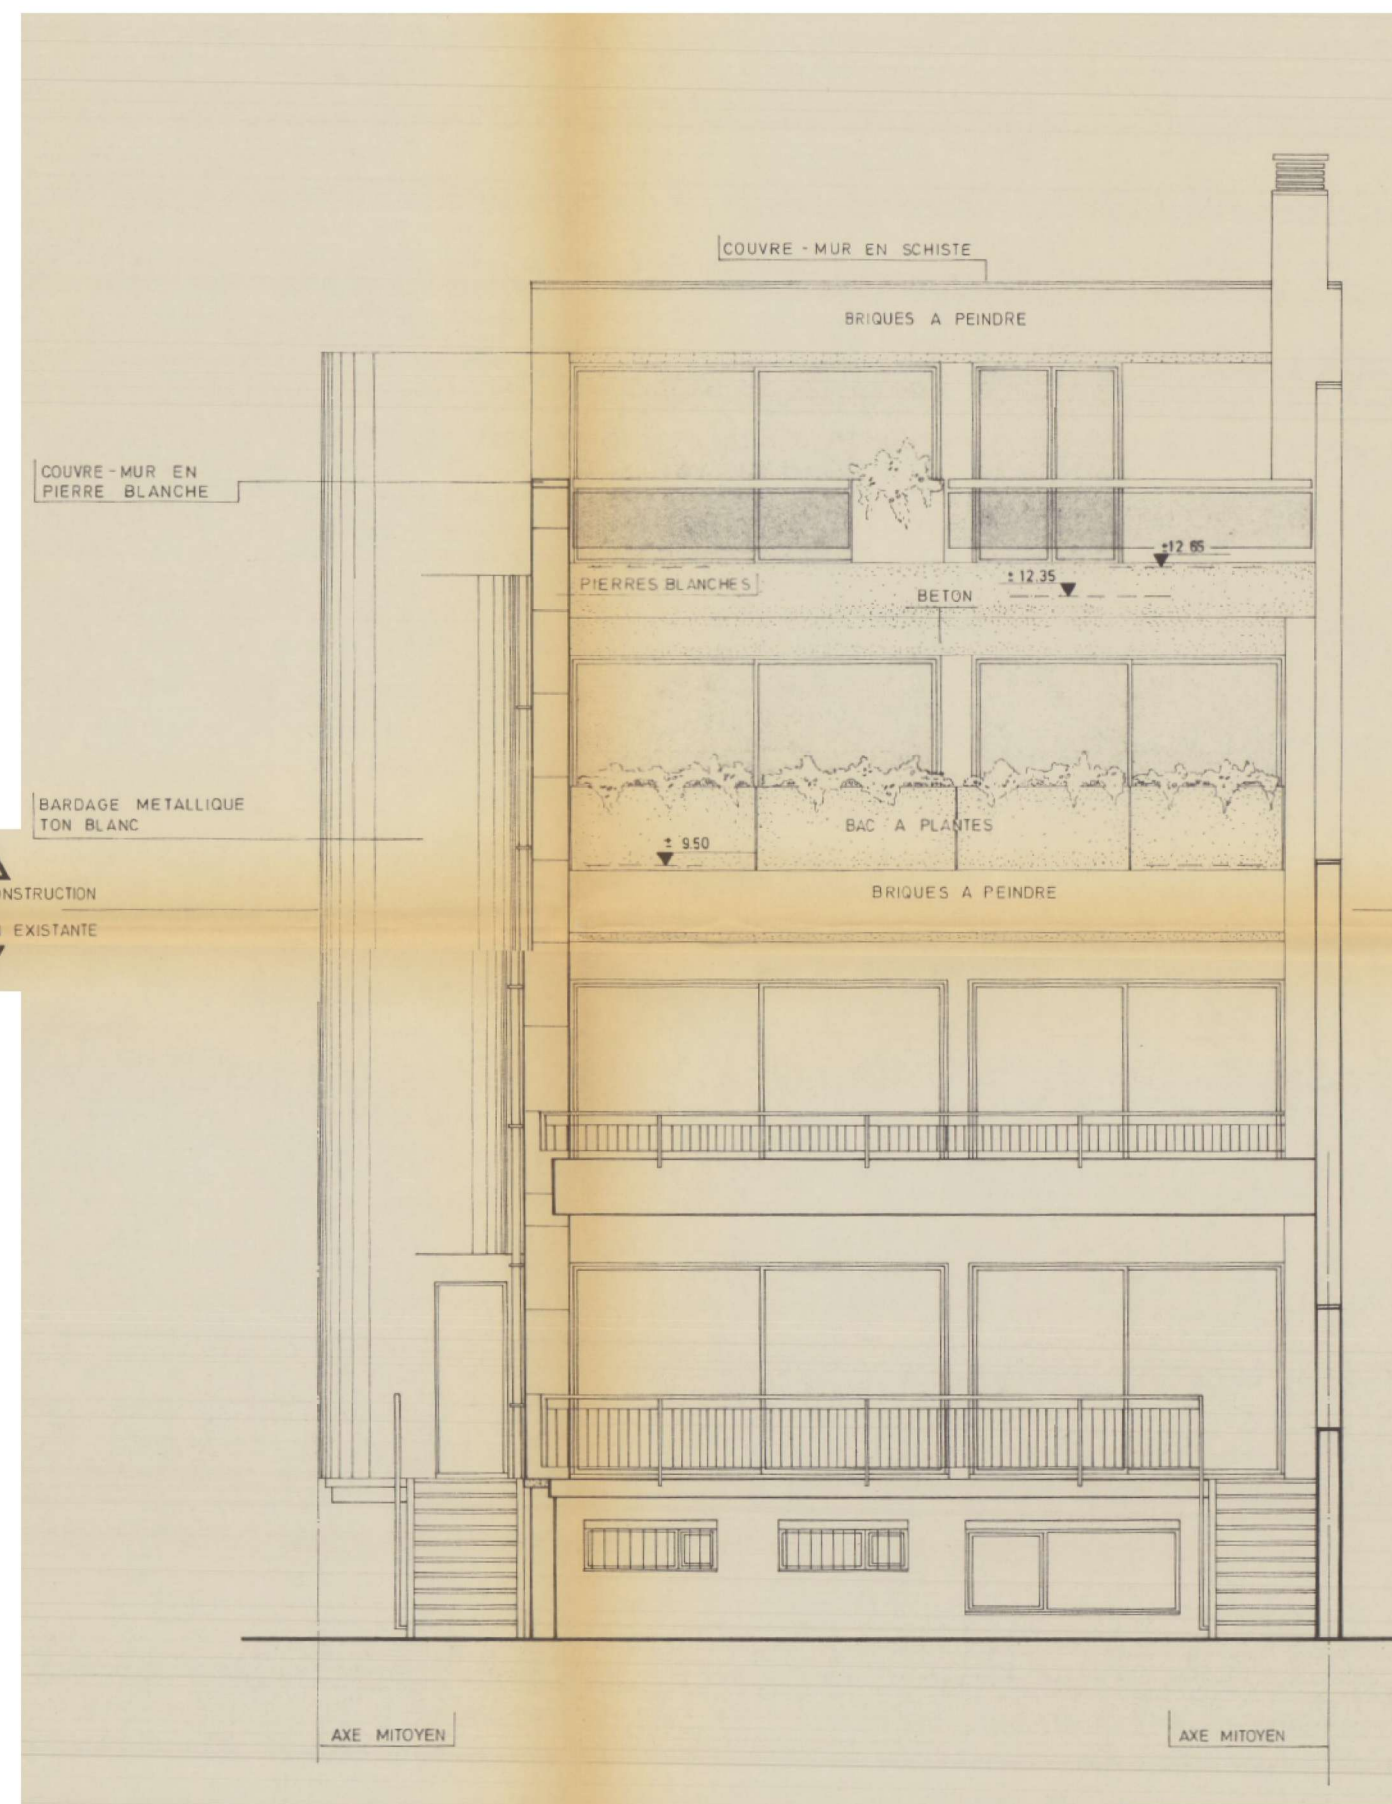 COUVRE - MUR EN SCHISTE
BRIQUES A PEINDRE
COUVRE - MUR EN
PIERRE BLANCHE
±12.65
± 12.35
PIERRES BLANCHES
BETON
BARDAGE METALLIQUE
TON BLANC
BAC A PLANTES
± 9.50
ONSTRUCTION
BRIQUES A PEINDRE
EXISTANTE
AXE MITOYEN
AXE MITOYEN